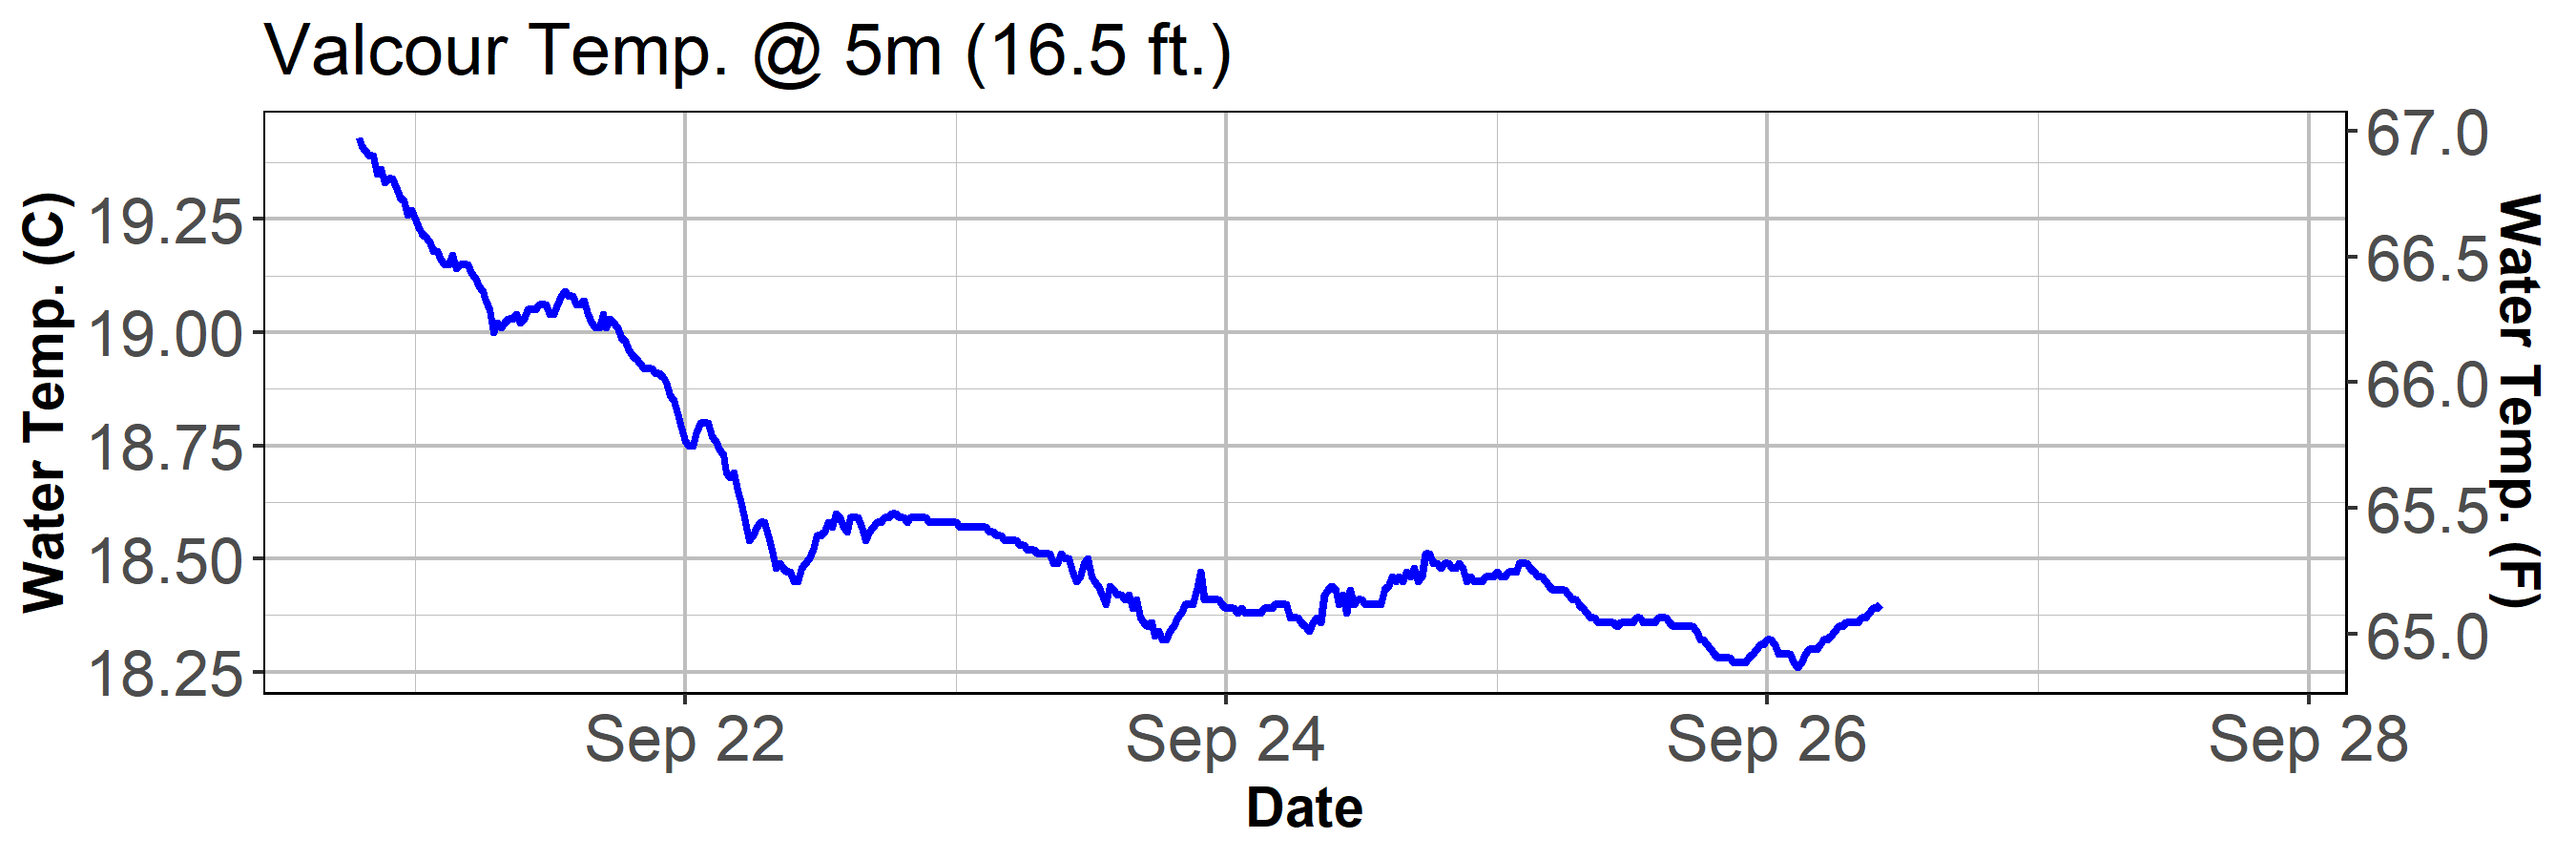 Valcour Temp. @ 5m (16.5 ft.)
Water Temp. (C)
19.25
19.00
18.75
18.50
18.25
67.0
66.5
66.0
65.5
65.0
Water Temp. (F)
Sep 22 Sep 24 Sep 26 Sep 28
Date